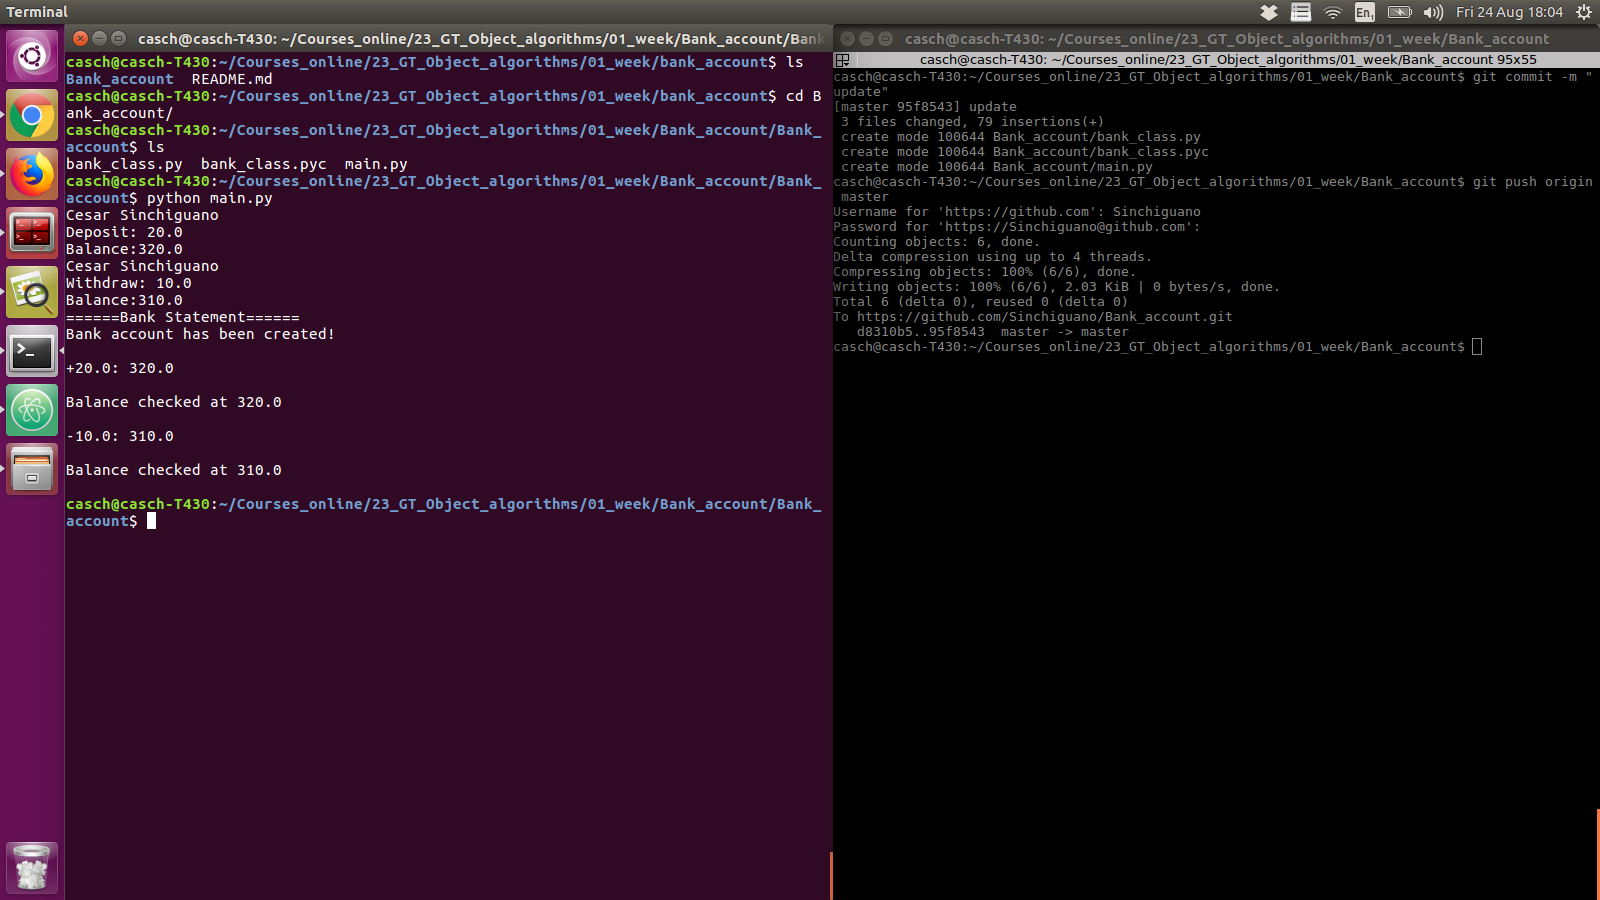 Terminal
En1
Fri 24 Aug 18:04
casch@casch-T430: ~/Courses_online/23_GT_Object_algorithms/01_week/Bank_account/Bank
casch@casch-T430:~/Courses_online/23_GT_Object_algorithms/01_week/bank_account$ ls
Bank_account  README.md
casch@casch-T430:~/Courses_online/23_GT_Object_algorithms/01_week/bank_account$ cd B
ank_account/
casch@casch-T430:~/Courses_online/23_GT_Object_algorithms/01_week/Bank_account/Bank_
account$ ls
bank_class.py  bank_class.pyc  main.py
casch@casch-T430:~/Courses_online/23_GT_Object_algorithms/01_week/Bank_account/Bank_
account$ python main.py
Cesar Sinchiguano
Deposit: 20.0
Balance:320.0
Cesar Sinchiguano
Withdraw: 10.0
Balance:310.0
======Bank Statement======
Bank account has been created!
+20.0: 320.0
Balance checked at 320.0
-10.0: 310.0
Balance checked at 310.0
casch@casch-T430:~/Courses_online/23_GT_Object_algorithms/01_week/Bank_account/Bank_
account$
casch@casch-T430: ~/Courses_online/23_GT_Object_algorithms/01_week/Bank_account
casch@casch-T430: ~/Courses_online/23_GT_Object_algorithms/01_week/Bank_account 95x55
casch@casch-T430:~/Courses_online/23_GT_Object_algorithms/01_week/Bank_account$ git commit -m "
update"
[master 95f8543] update
 3 files changed, 79 insertions(+)
 create mode 100644 Bank_account/bank_class.py
 create mode 100644 Bank_account/bank_class.pyc
 create mode 100644 Bank_account/main.py
casch@casch-T430:~/Courses_online/23_GT_Object_algorithms/01_week/Bank_account$ git push origin
 master
Username for 'https://github.com': Sinchiguano
Password for 'https://Sinchiguano@github.com':
Counting objects: 6, done.
Delta compression using up to 4 threads.
Compressing objects: 100% (6/6), done.
Writing objects: 100% (6/6), 2.03 KiB | 0 bytes/s, done.
Total 6 (delta 0), reused 0 (delta 0)
To https://github.com/Sinchiguano/Bank_account.git
   d8310b5..95f8543  master -> master
casch@casch-T430:~/Courses_online/23_GT_Object_algorithms/01_week/Bank_account$